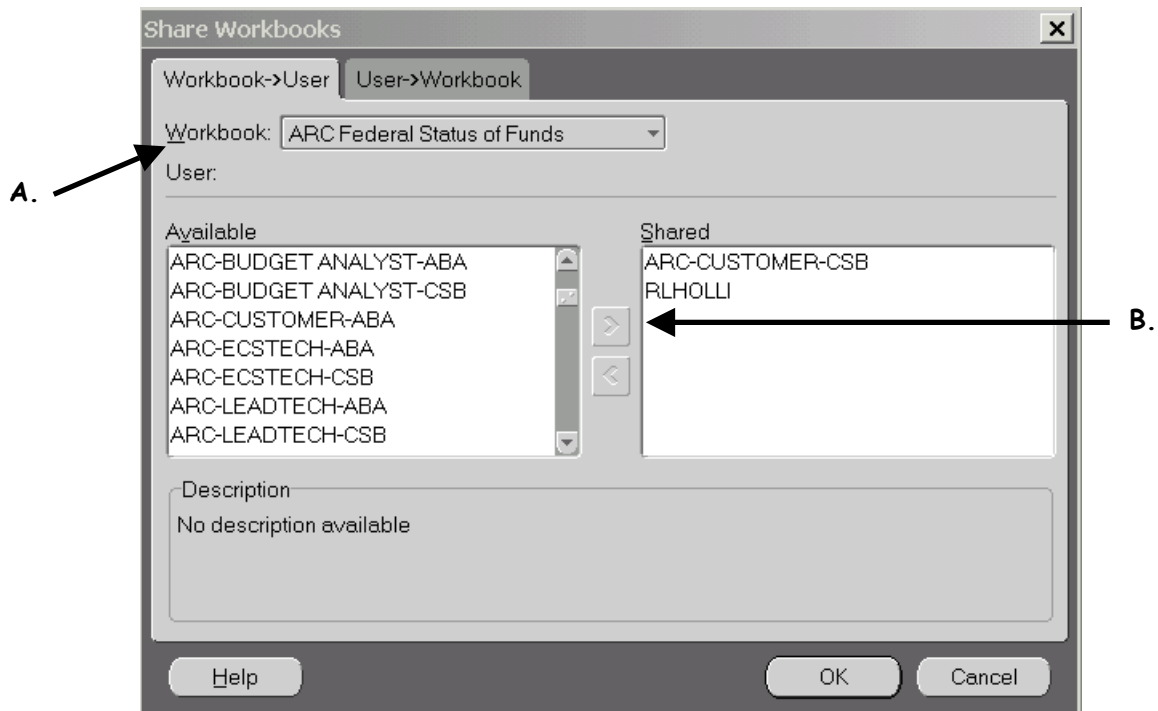 Share Workbooks
Workbook->User User->Workbook
Workbook: ARC Federal Status of Funds
A.
User:
Available
ARC-BUDGET ANALYST-ABA
ARC-BUDGET ANALYST-CSB
ARC-CUSTOMER-ABA
ARC-ECSTECH-ABA
ARC-ECSTECH-CSB
ARC-LEADTECH-ABA
ARC-LEADTECH-CSB
Shared
ARC-CUSTOMER-CSB
RLHOLLI
B.
Description
No description available
Help OK Cancel